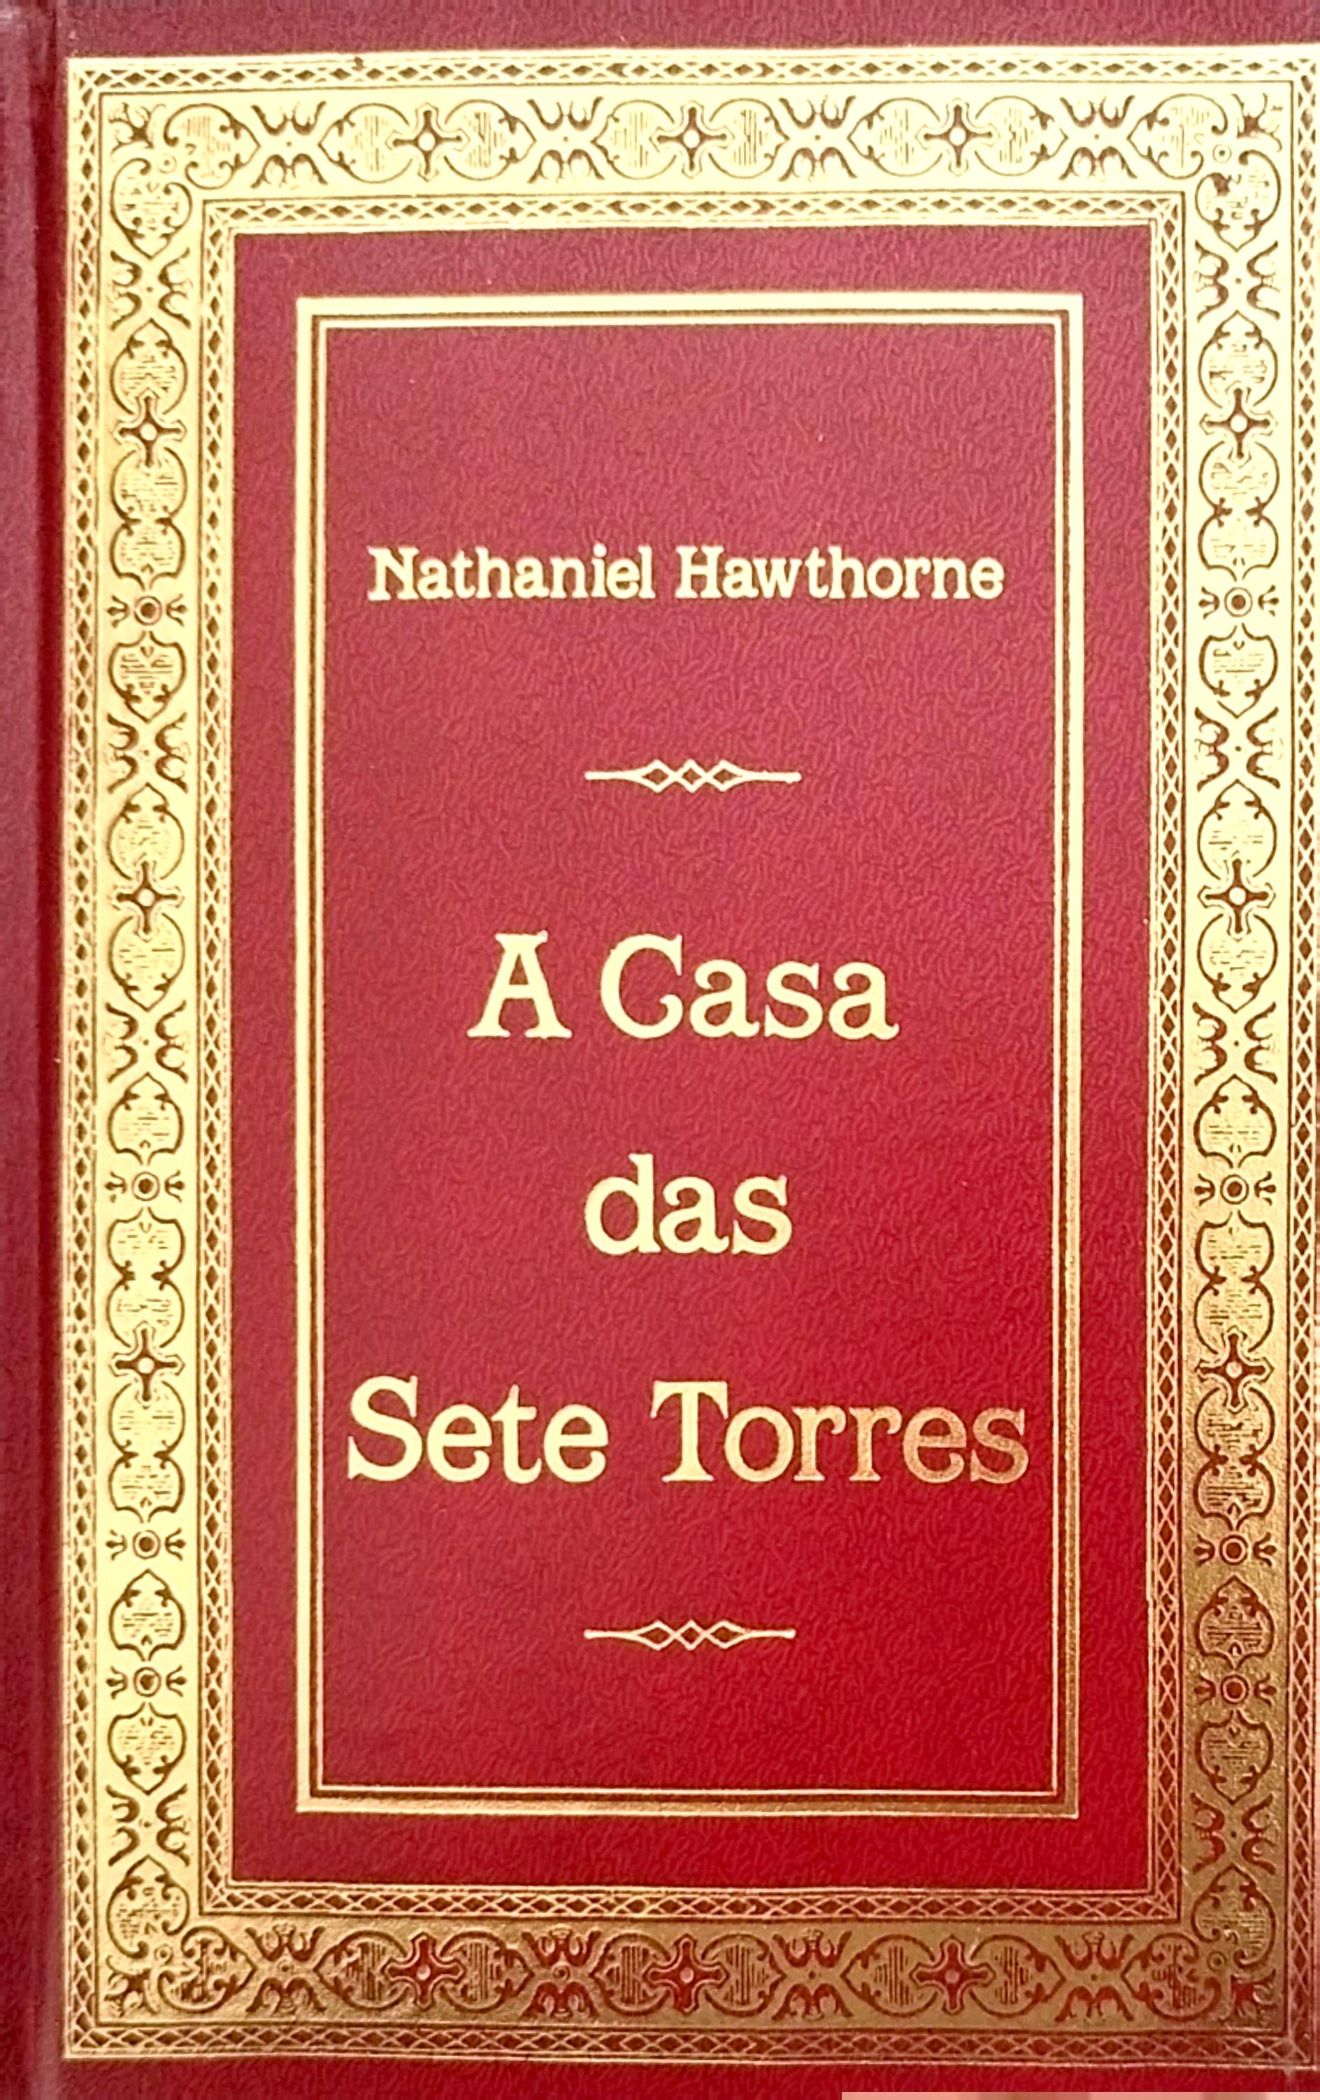 Nathaniel Hawthorne
A Casa
das
Sete Torres